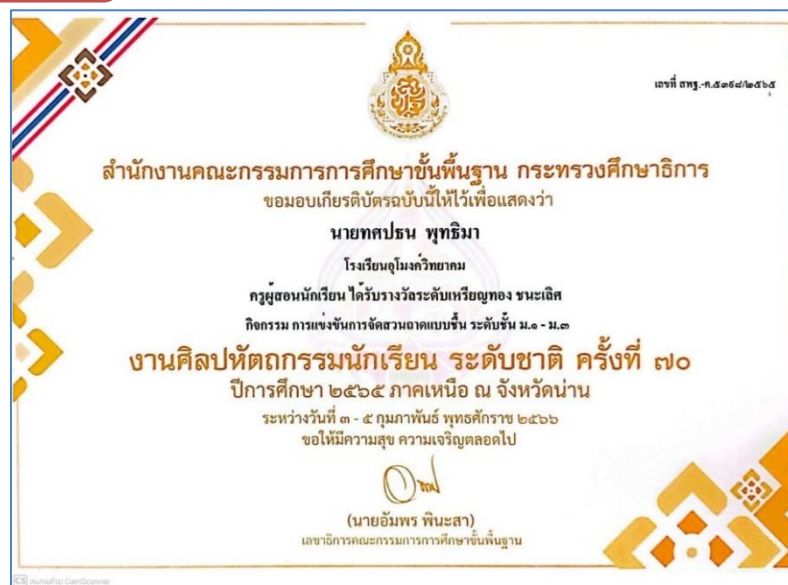 เลขที่ สพฐ.-ค.๕๓๙๘/๒๕๖๕
สำนักงานคณะกรรมการการศึกษาขั้นพื้นฐาน กระทรวงศึกษาธิการ
ขอมอบเกียรติบัตรฉบับนี้ให้ไว้เพื่อแสดงว่า
นายทศปธน พุทธิมา
โรงเรียนอุโมงค์วิทยาคม
ครูผู้สอนนักเรียน ได้รับรางวัลระดับเหรียญทอง ชนะเลิศ
กิจกรรม การแข่งขันการจัดสวนถาดแบบชื้น ระดับชั้น ม.๑ - ม.๓
งานศิลปหัตถกรรมนักเรียน ระดับชาติ ครั้งที่ ๗๐
ปีการศึกษา ๒๕๖๕ ภาคเหนือ ณ จังหวัดน่าน
ระหว่างวันที่ ๓ - ๕ กุมภาพันธ์ พุทธศักราช ๒๕๖๖
ขอให้มีความสุข ความเจริญตลอดไป
(นายอัมพร พินะสา)
เลขาธิการคณะกรรมการการศึกษาขั้นพื้นฐาน
CS สแกนด้วย CamScanner